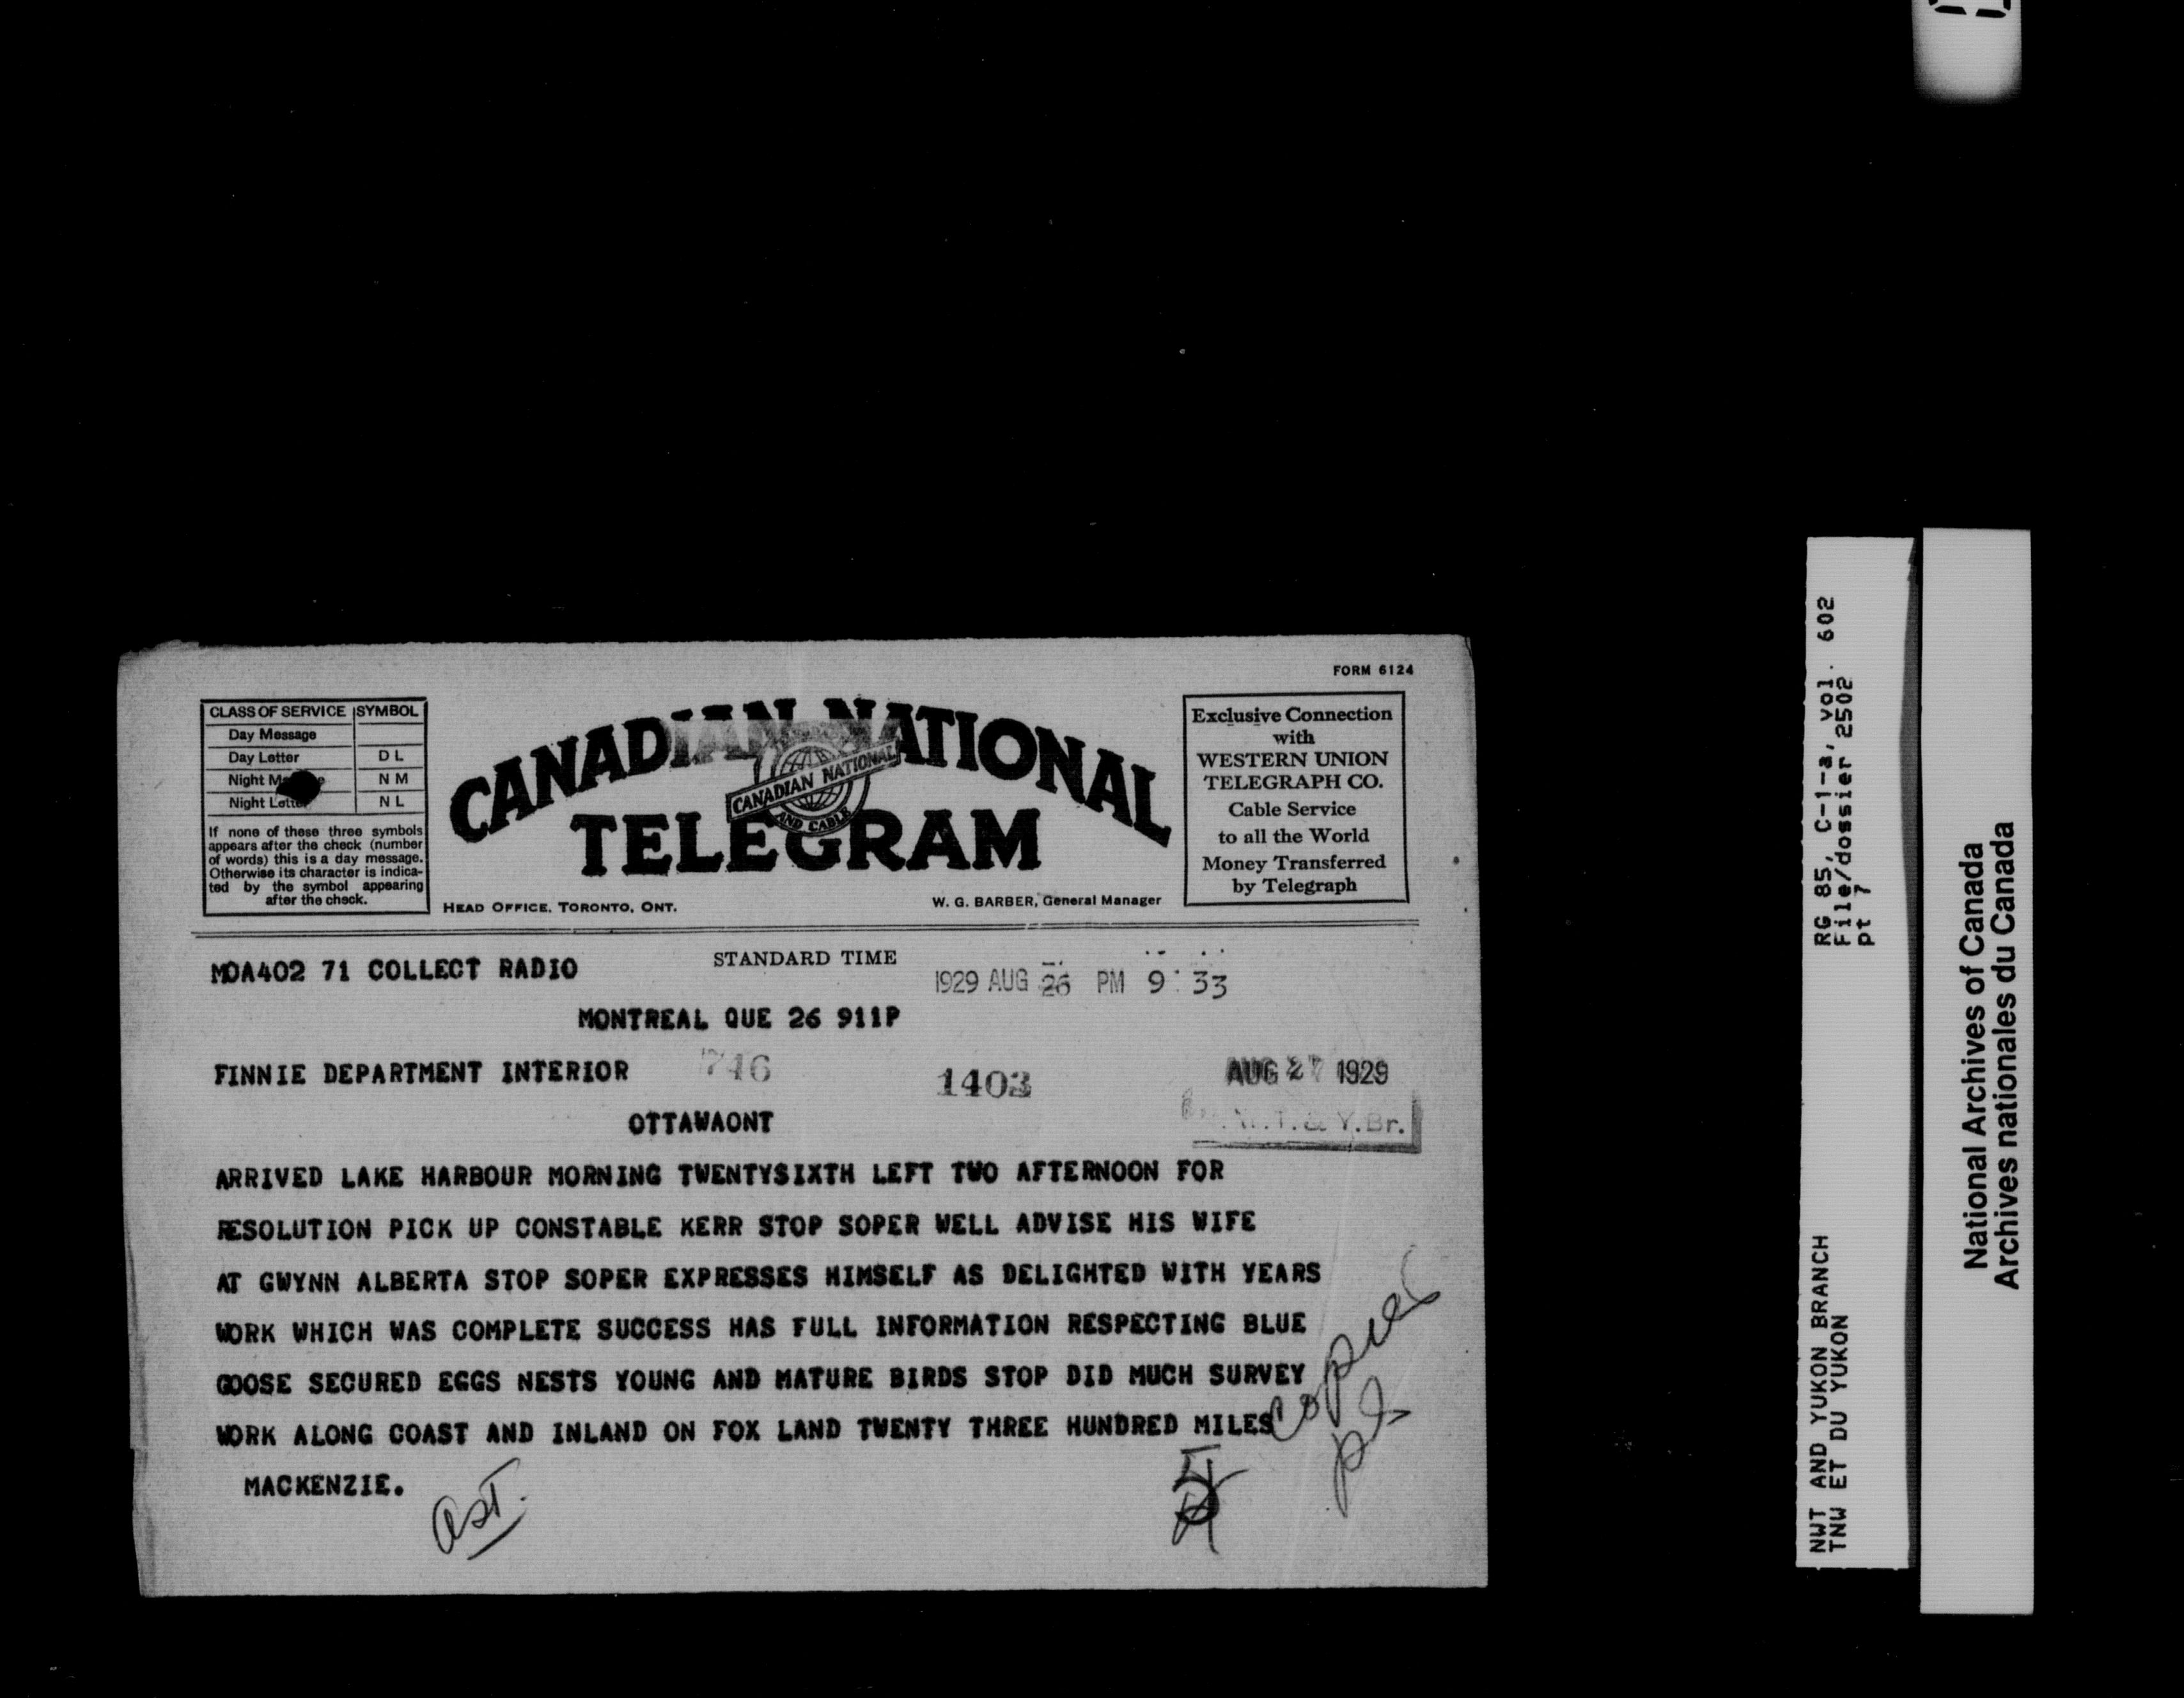 FORM 6124
CLASS OF SERVICE SYMBOL
Day Message
Day Letter D L
Night N M
Night Letter N L
If none of these three symbols
appears after the check (number
of words) this is a day message.
Otherwise its character is indica-
ted by the symbol appearing
after the check.
CANADIAN NATIONAL
CANADIAN NATIONAL
AND CABLE
TELEGRAM
HEAD OFFICE, TORONTO, ONT.
W. G. BARBER, General Manager
Exclusive Connection
with
WESTERN UNION
TELEGRAPH CO.
Cable Service
to all the World
Money Transferred
by Telegraph
STANDARD TIME
MOA402 71 COLLECT RADIO
1929 AUG 26 PM 9:33
MONTREAL QUE 26 911P
FINNIE DEPARTMENT INTERIOR 746 1403 AUG 27 1929
OTTAWAONT
N.W.T. & Y. Br.
ARRIVED LAKE HARBOUR MORNING TWENTYSIXTH LEFT TWO AFTERNOON FOR
RESOLUTION PICK UP CONSTABLE KERR STOP SOPER WELL ADVISE HIS WIFE
AT GWYNN ALBERTA STOP SOPER EXPRESSES HIMSELF AS DELIGHTED WITH YEARS
WORK WHICH WAS COMPLETE SUCCESS HAS FULL INFORMATION RESPECTING BLUE
GOOSE SECURED EGGS NESTS YOUNG AND MATURE BIRDS STOP DID MUCH SURVEY
WORK ALONG COAST AND INLAND ON FOX LAND TWENTY THREE HUNDRED MILES
MACKENZIE.
copies
pl
RG 85, C-1-a, vol. 602
File/dossier 2502
pt 7
NWT AND YUKON BRANCH
TNW ET DU YUKON
National Archives of Canada
Archives nationales du Canada